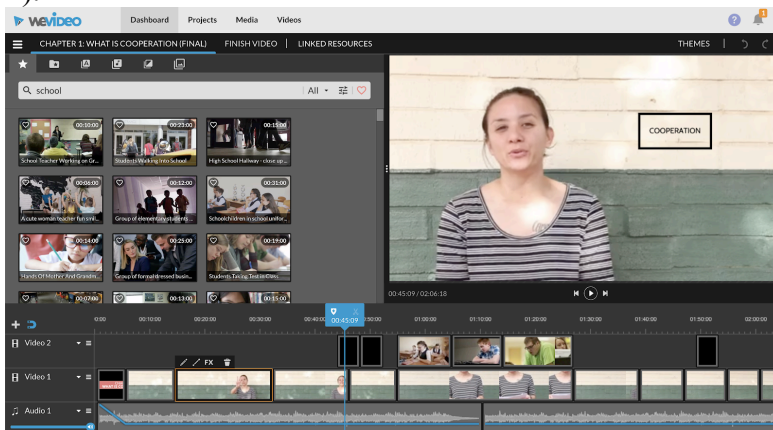 WeVideo
Dashboard Projects Media Videos ? 1
CHAPTER 1: WHAT IS COOPERATION (FINAL) FINISH VIDEO | LINKED RESOURCES THEMES
school All
00:10:00 00:23:00 00:15:00
School Teacher Working on Gr... Students Walking Into School High School Hallway - close up ...
00:06:00 00:12:00 00:31:00
A cute woman teacher fun smili... Group of elementary students ... Schoolchildren in school unifor...
00:14:00 00:25:00 00:19:00
Hands Of Mother And Grandm... Group of formal dressed busin... Students Taking Test in Class
00:07:00 00:13:00 00:15:00
COOPERATION
00:45:09 / 02:06:18
0:00 00:10:00 00:20:00 00:30:00 00:40:00 00:45:09 01:00:00 01:10:00 01:20:00 01:30:00 01:40:00 01:50:00 02:00:00
Video 2
FX
Video 1
Audio 1